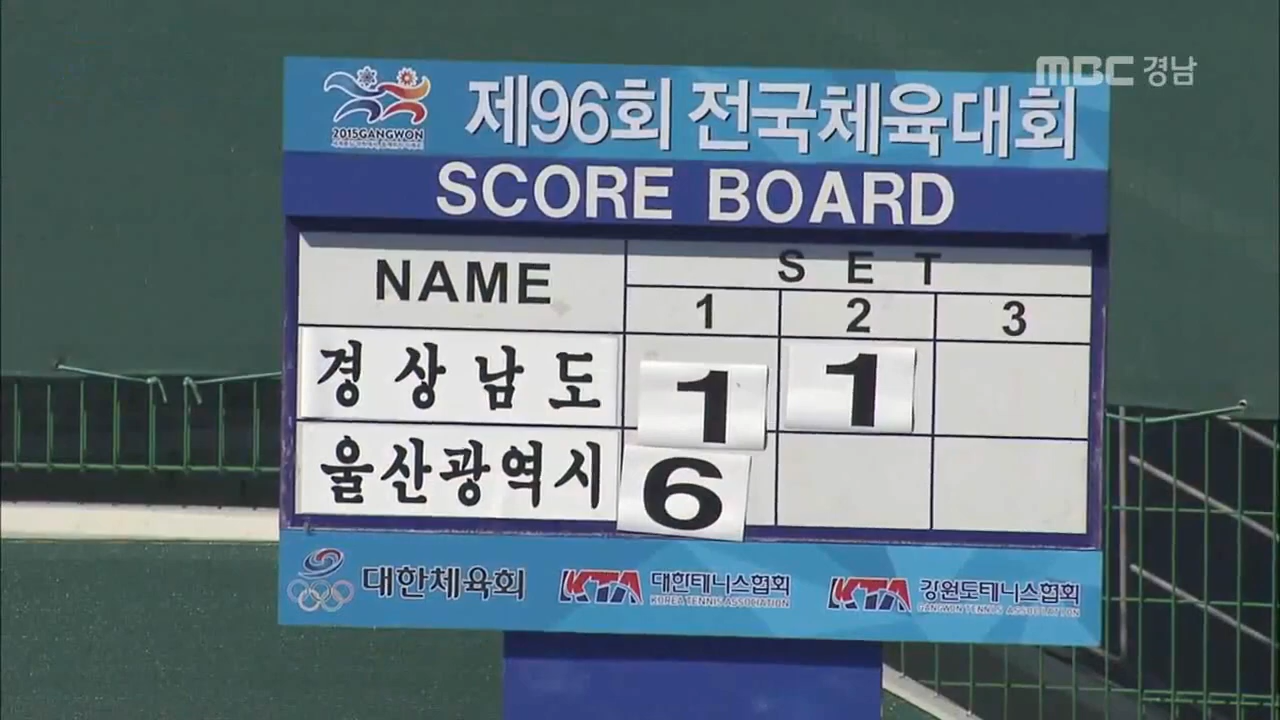 MBC 경남
제96회 전국체육대회
2015GANGWON
SCORE BOARD
NAME
SET
1 2 3
경상남도 1 1
울산광역시 6
대한체육회
KTA 대한테니스협회
KOREA TENNIS ASSOCIATION
KTA 강원도테니스협회
GANGWON TENNIS ASSOCIATION